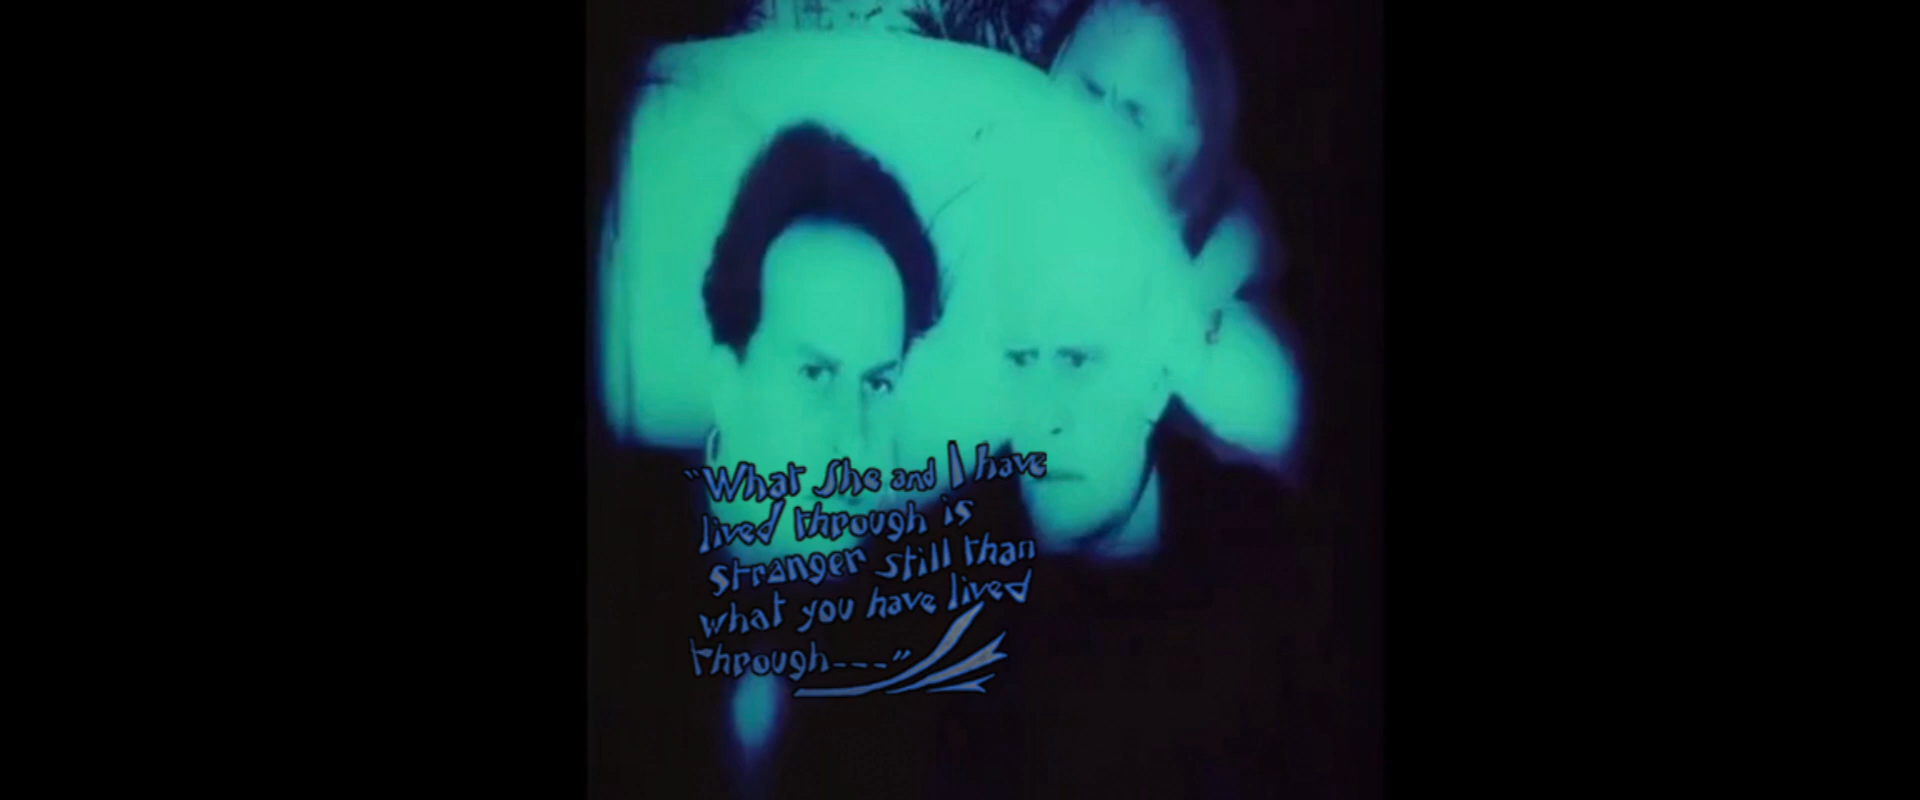 “What She and I have
lived through is
stranger still than
what you have lived
through---”